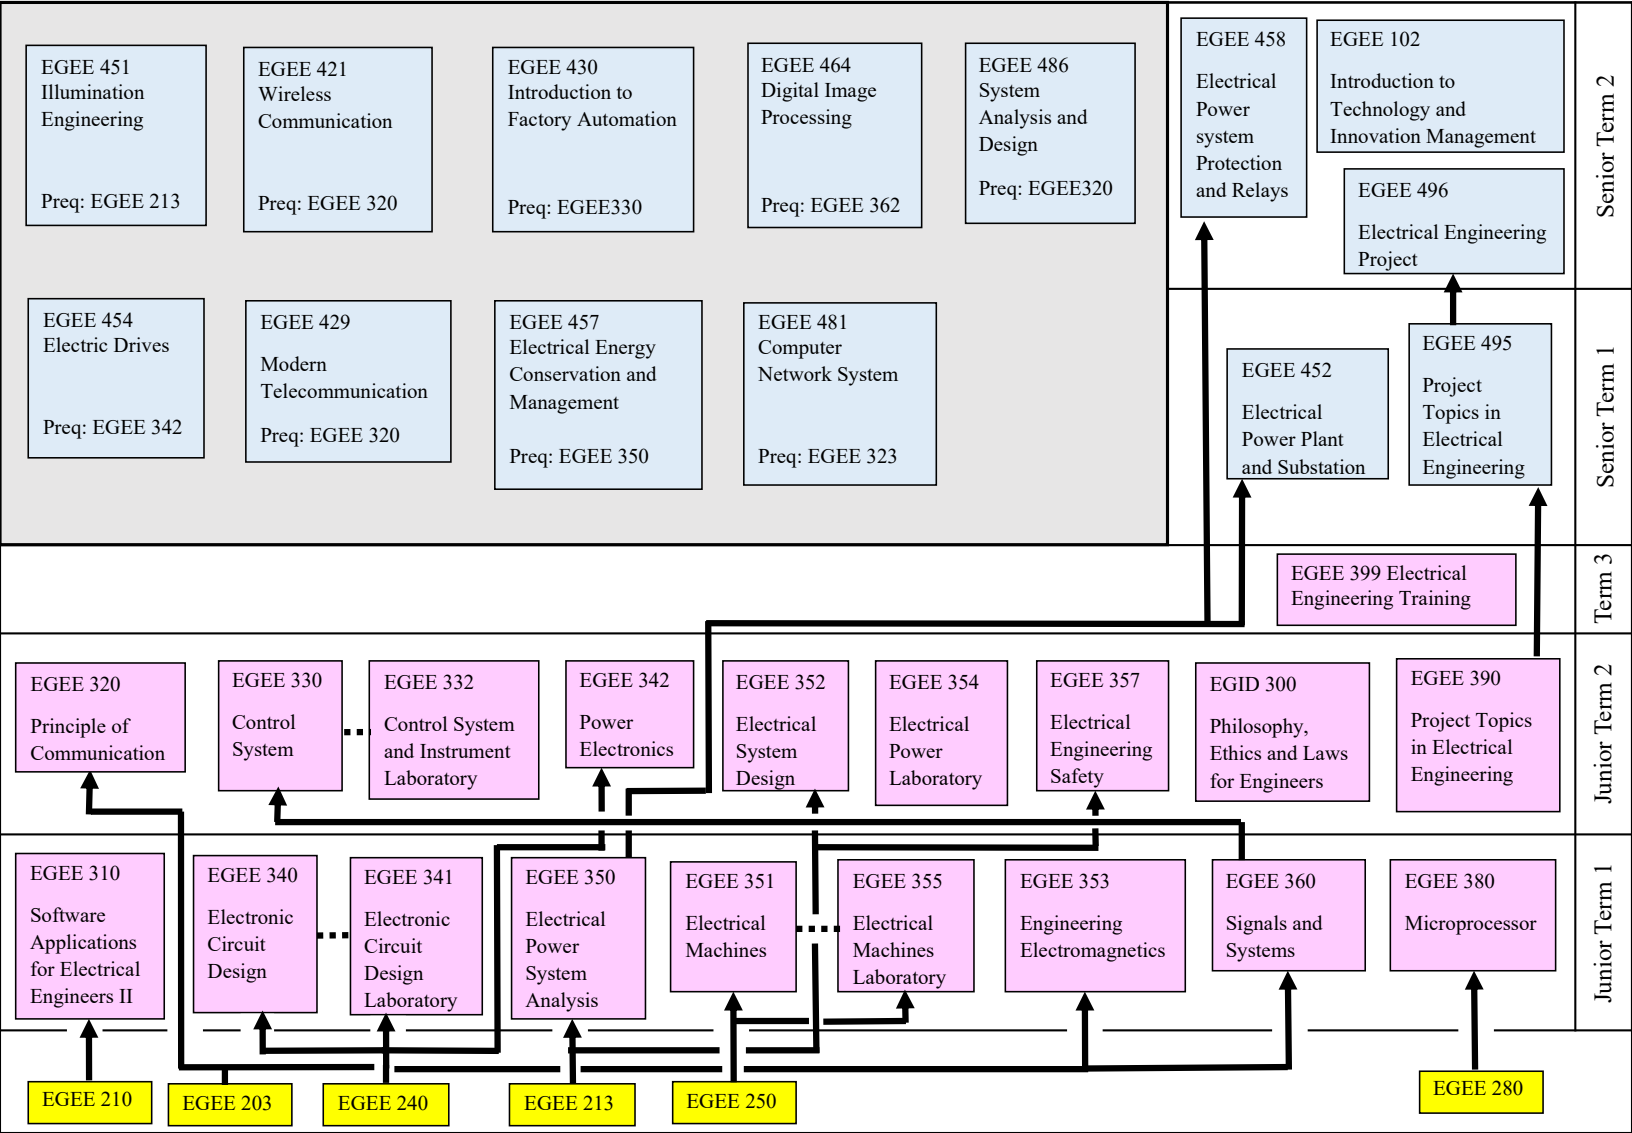 EGEE 451
Illumination
Engineering
Preq: EGEE 213
EGEE 421
Wireless
Communication
Preq: EGEE 320
EGEE 430
Introduction to
Factory Automation
Preq: EGEE330
EGEE 464
Digital Image
Processing
Preq: EGEE 362
EGEE 486
System
Analysis and
Design
Preq: EGEE320
EGEE 458
Electrical
Power
system
Protection
and Relays
EGEE 102
Introduction to
Technology and
Innovation Management
EGEE 496
Electrical Engineering
Project
Senior Term 2
EGEE 454
Electric Drives
Preq: EGEE 342
EGEE 429
Modern
Telecommunication
Preq: EGEE 320
EGEE 457
Electrical Energy
Conservation and
Management
Preq: EGEE 350
EGEE 481
Computer
Network System
Preq: EGEE 323
EGEE 452
Electrical
Power Plant
and Substation
EGEE 495
Project
Topics in
Electrical
Engineering
Senior Term 1
EGEE 399 Electrical
Engineering Training
Term 3
EGEE 320
Principle of
Communication
EGEE 330
Control
System
EGEE 332
Control System
and Instrument
Laboratory
EGEE 342
Power
Electronics
EGEE 352
Electrical
System
Design
EGEE 354
Electrical
Power
Laboratory
EGEE 357
Electrical
Engineering
Safety
EGID 300
Philosophy,
Ethics and Laws
for Engineers
EGEE 390
Project Topics
in Electrical
Engineering
Junior Term 2
EGEE 310
Software
Applications
for Electrical
Engineers II
EGEE 340
Electronic
Circuit
Design
EGEE 341
Electronic
Circuit
Design
Laboratory
EGEE 350
Electrical
Power
System
Analysis
EGEE 351
Electrical
Machines
EGEE 355
Electrical
Machines
Laboratory
EGEE 353
Engineering
Electromagnetics
EGEE 360
Signals and
Systems
EGEE 380
Microprocessor
Junior Term 1
EGEE 210
EGEE 203
EGEE 240
EGEE 213
EGEE 250
EGEE 280